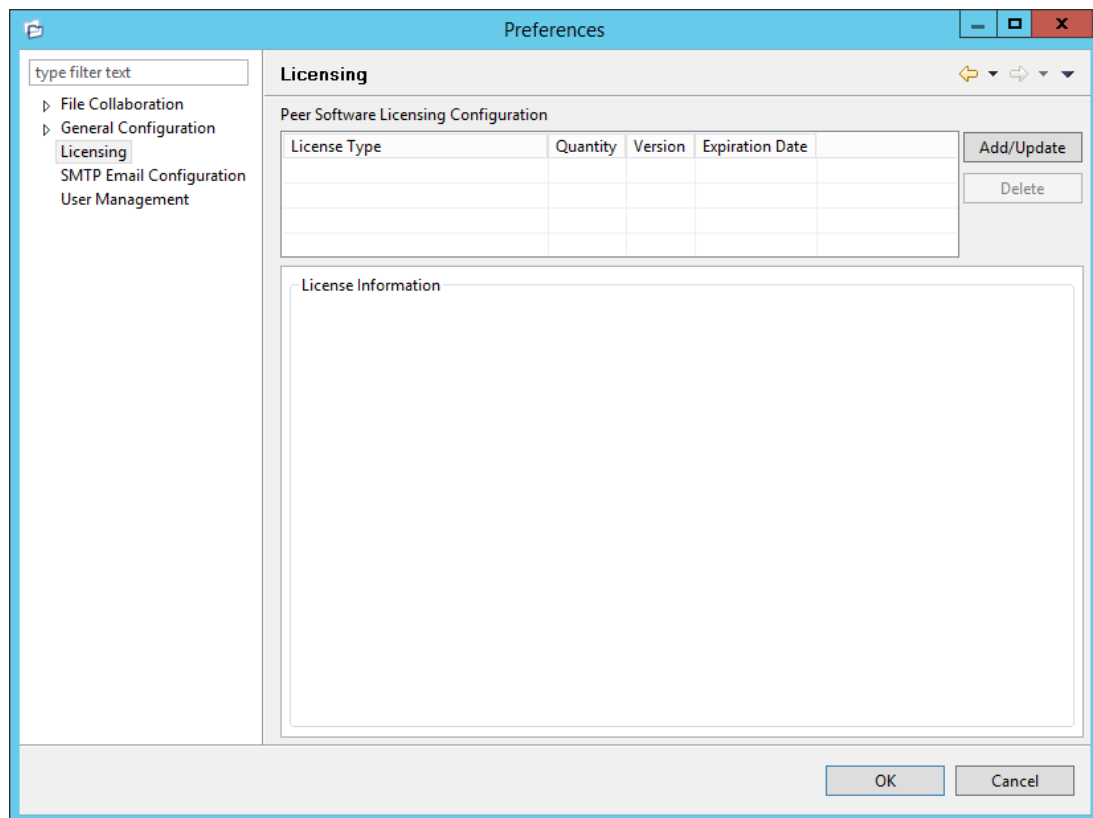 Preferences
type filter text
File Collaboration
General Configuration
Licensing
SMTP Email Configuration
User Management
Licensing
Peer Software Licensing Configuration
License Type Quantity Version Expiration Date
Add/Update
Delete
License Information
OK Cancel